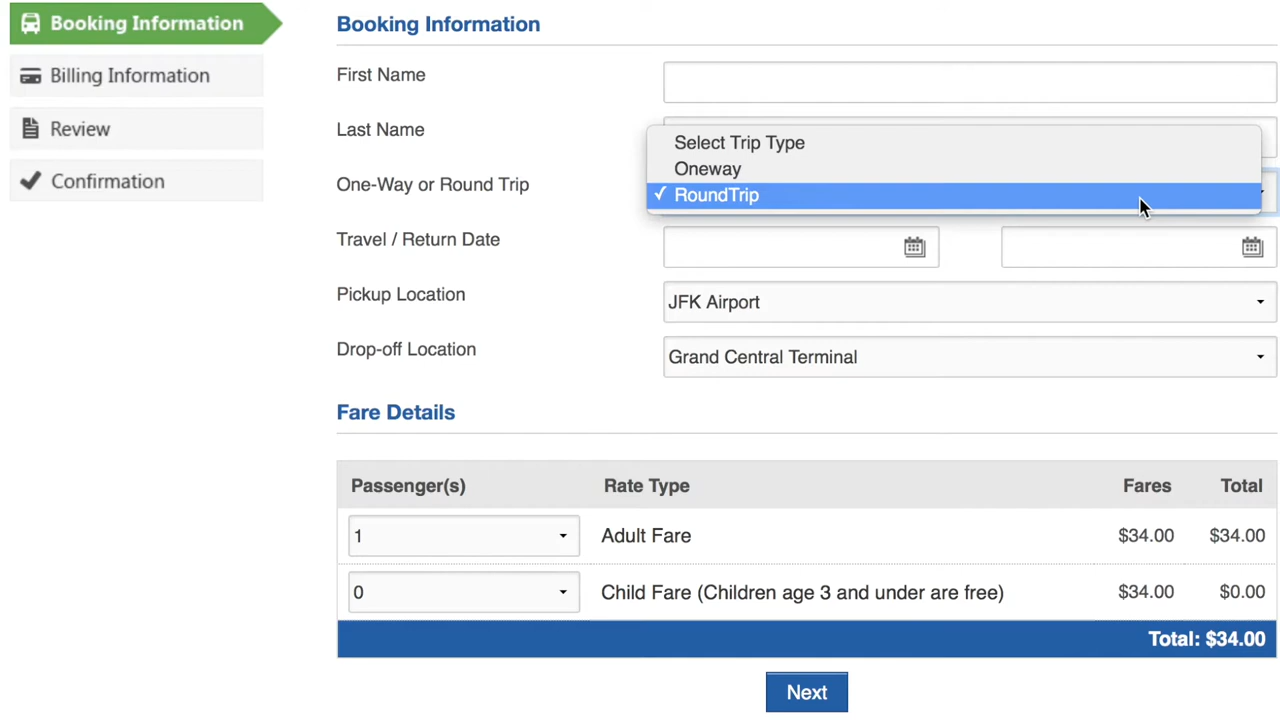 Booking Information
Billing Information
Review
Confirmation
Booking Information
First Name
Last Name
Select Trip Type
Oneway
One-Way or Round Trip
✓ RoundTrip
Travel / Return Date
Pickup Location
JFK Airport
Drop-off Location
Grand Central Terminal
Fare Details
Passenger(s) Rate Type Fares Total
1 Adult Fare $34.00 $34.00
0 Child Fare (Children age 3 and under are free) $34.00 $0.00
Total: $34.00
Next